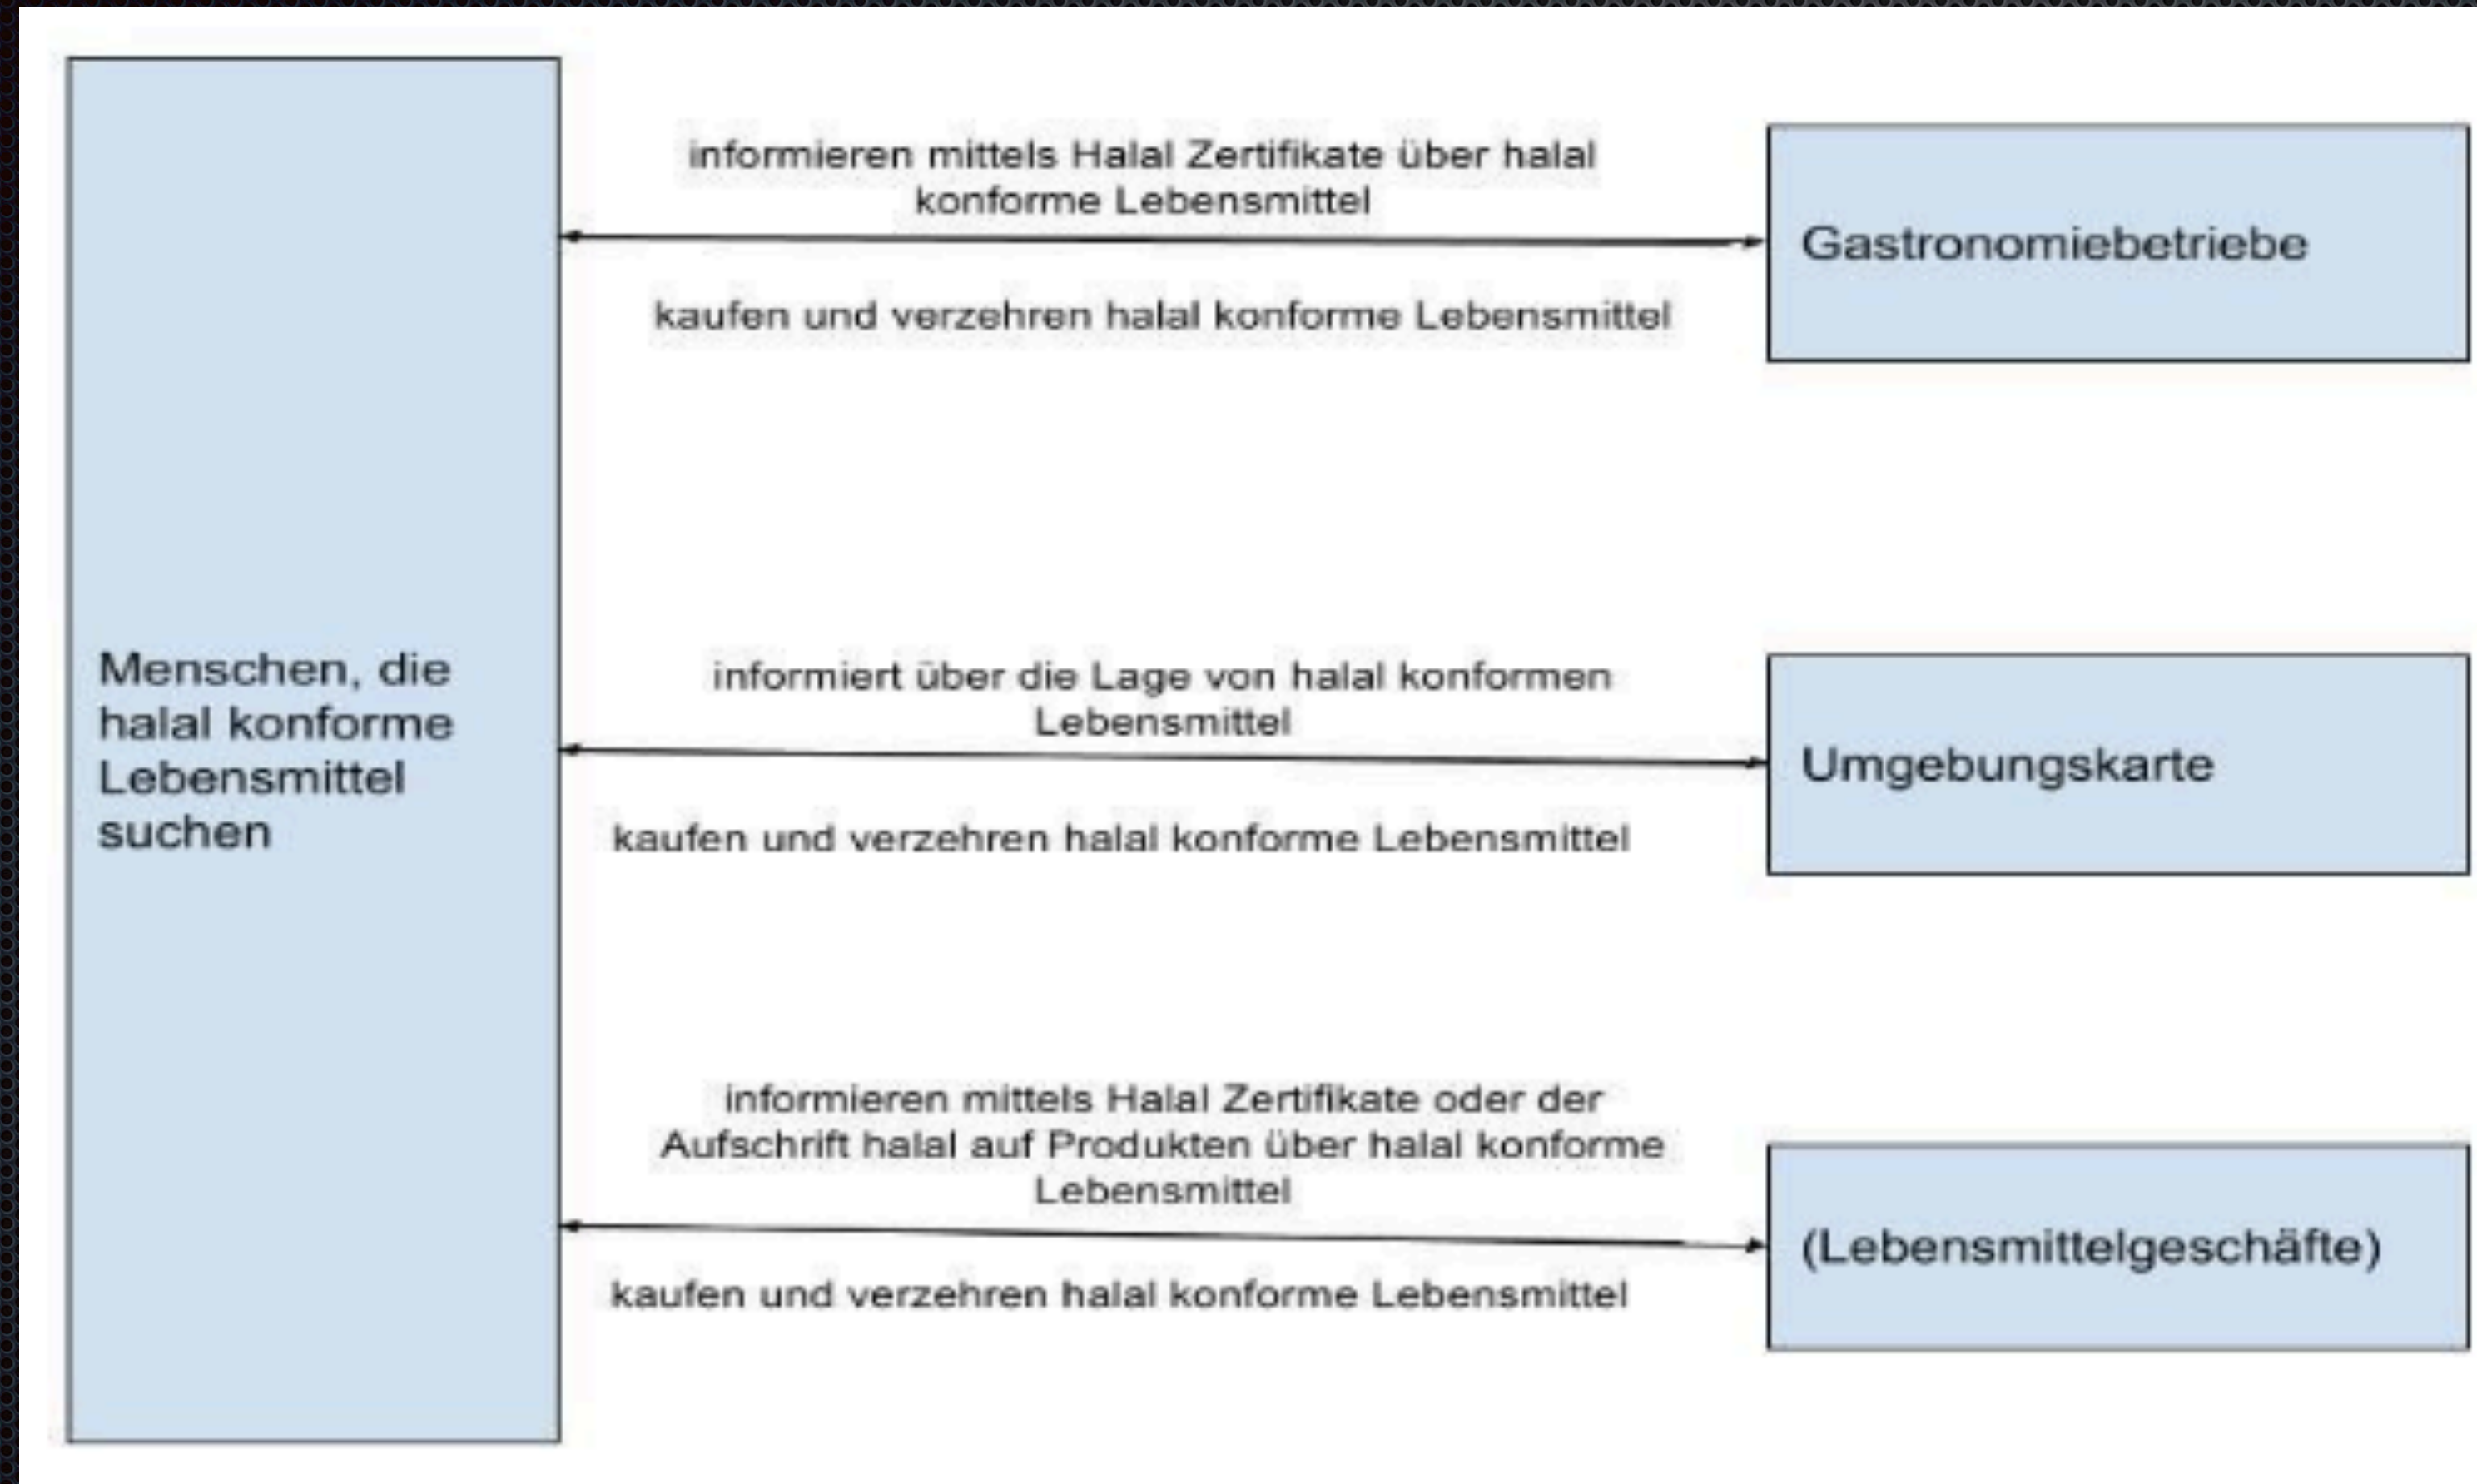 informieren mittels Halal Zertifikate über halal
konforme Lebensmittel
Gastronomiebetriebe
kaufen und verzehren halal konforme Lebensmittel
Menschen, die
halal konforme
Lebensmittel
suchen
informiert über die Lage von halal konformen
Lebensmittel
Umgebungskarte
kaufen und verzehren halal konforme Lebensmittel
informieren mittels Halal Zertifikate oder der
Aufschrift halal auf Produkten über halal konforme
Lebensmittel
(Lebensmittelgeschäfte)
kaufen und verzehren halal konforme Lebensmittel